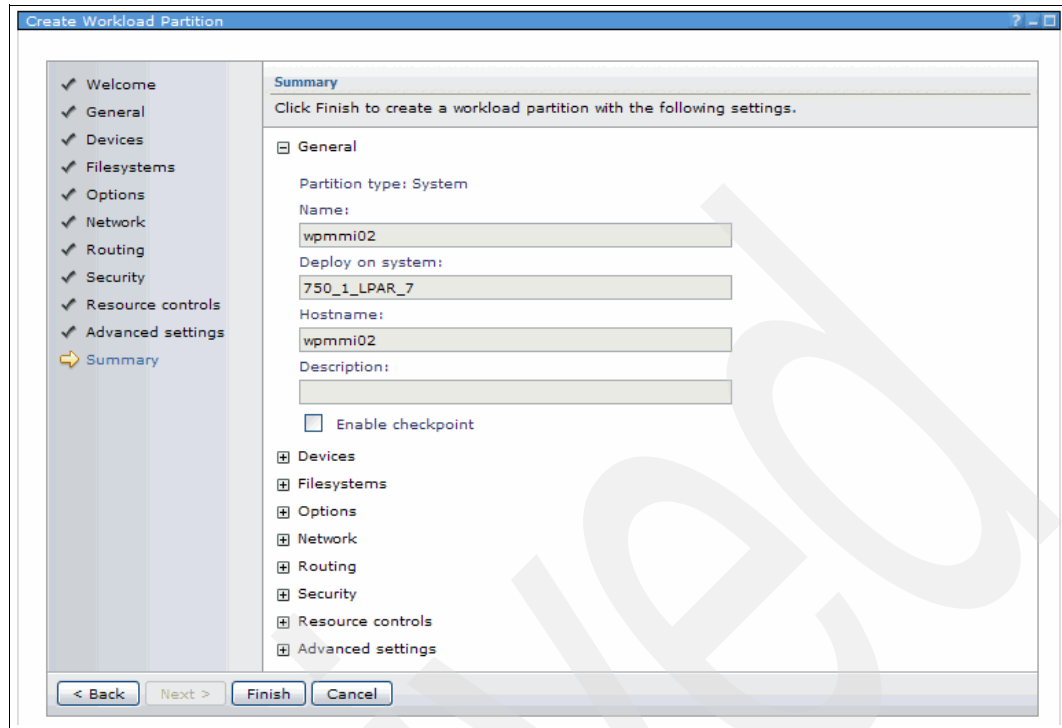 Create Workload Partition
?
Welcome
General
Devices
Filesystems
Options
Network
Routing
Security
Resource controls
Advanced settings
Summary
Summary
Click Finish to create a workload partition with the following settings.
General
Partition type: System
Name:
wpmmi02
Deploy on system:
750_1_LPAR_7
Hostname:
wpmmi02
Description:
Enable checkpoint
Devices
Filesystems
Options
Network
Routing
Security
Resource controls
Advanced settings
< Back Next > Finish Cancel